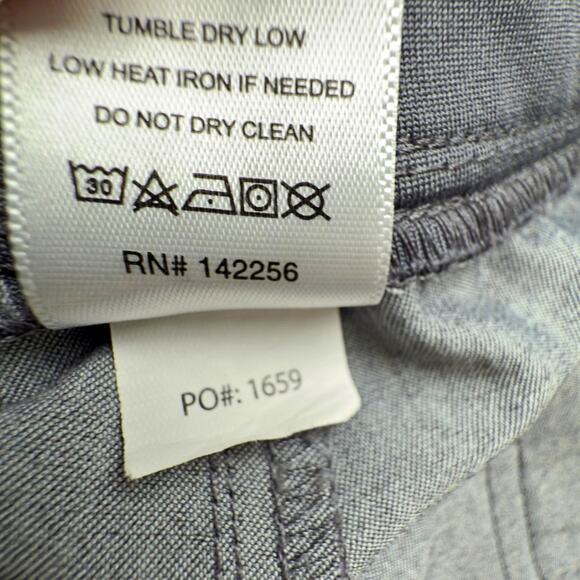 TUMBLE DRY LOW
LOW HEAT IRON IF NEEDED
DO NOT DRY CLEAN
30
RN# 142256
PO#: 1659